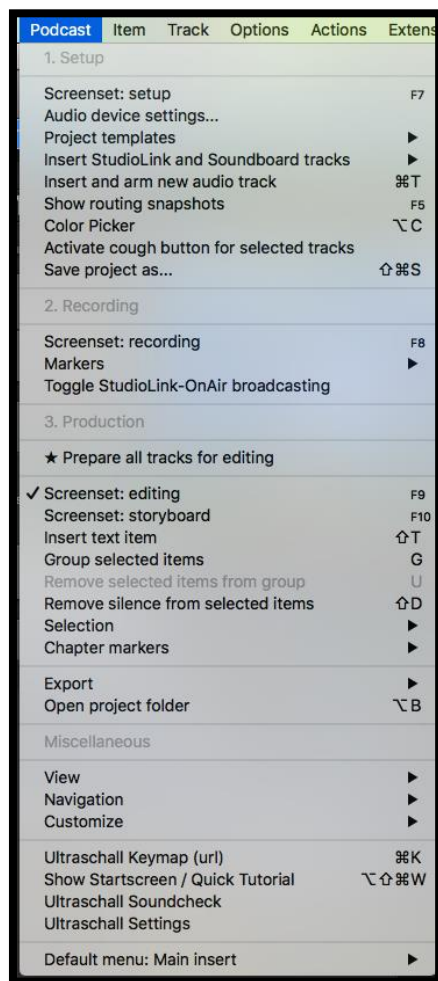 Podcast Item Track Options Actions Extens
1. Setup
Screenset: setup F7
Audio device settings...
Project templates ▶
Insert StudioLink and Soundboard tracks ▶
Insert and arm new audio track ⌘T
Show routing snapshots F5
Color Picker ⌥C
Activate cough button for selected tracks
Save project as... ⇧⌘S
2. Recording
Screenset: recording F8
Markers ▶
Toggle StudioLink-OnAir broadcasting
3. Production
★ Prepare all tracks for editing
✓ Screenset: editing F9
Screenset: storyboard F10
Insert text item ⇧T
Group selected items G
Remove selected items from group U
Remove silence from selected items ⇧D
Selection ▶
Chapter markers ▶
Export ▶
Open project folder ⌥B
Miscellaneous
View ▶
Navigation ▶
Customize ▶
Ultraschall Keymap (url) ⌘K
Show Startscreen / Quick Tutorial ⌥⇧⌘W
Ultraschall Soundcheck
Ultraschall Settings
Default menu: Main insert ▶